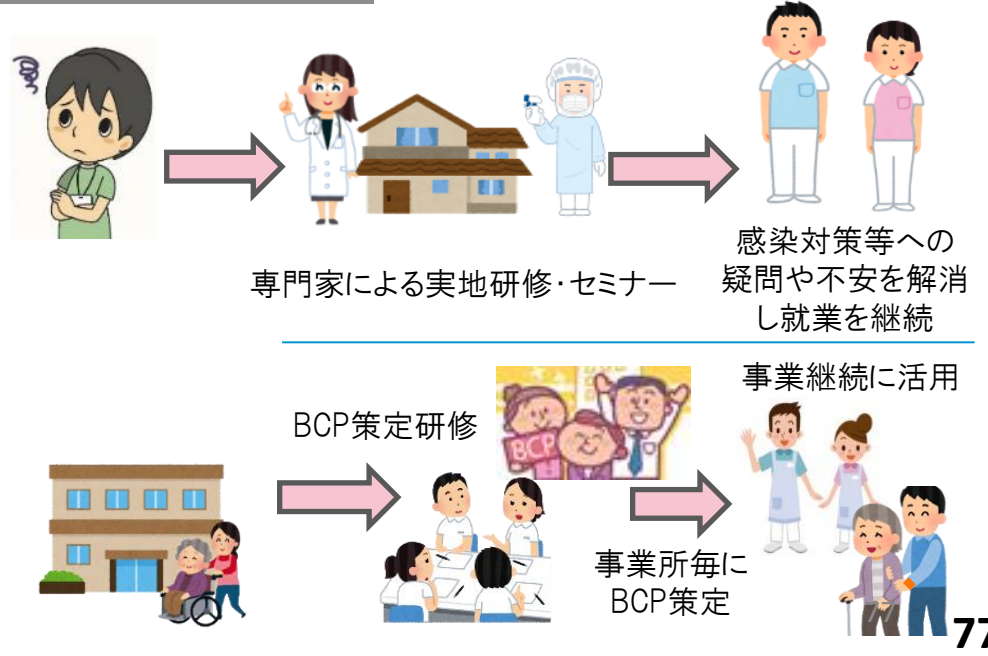 専門家による実地研修・セミナー
感染対策等への
疑問や不安を解消
し就業を継続
BCP策定研修
BCP
事業所毎に
BCP策定
事業継続に活用
77